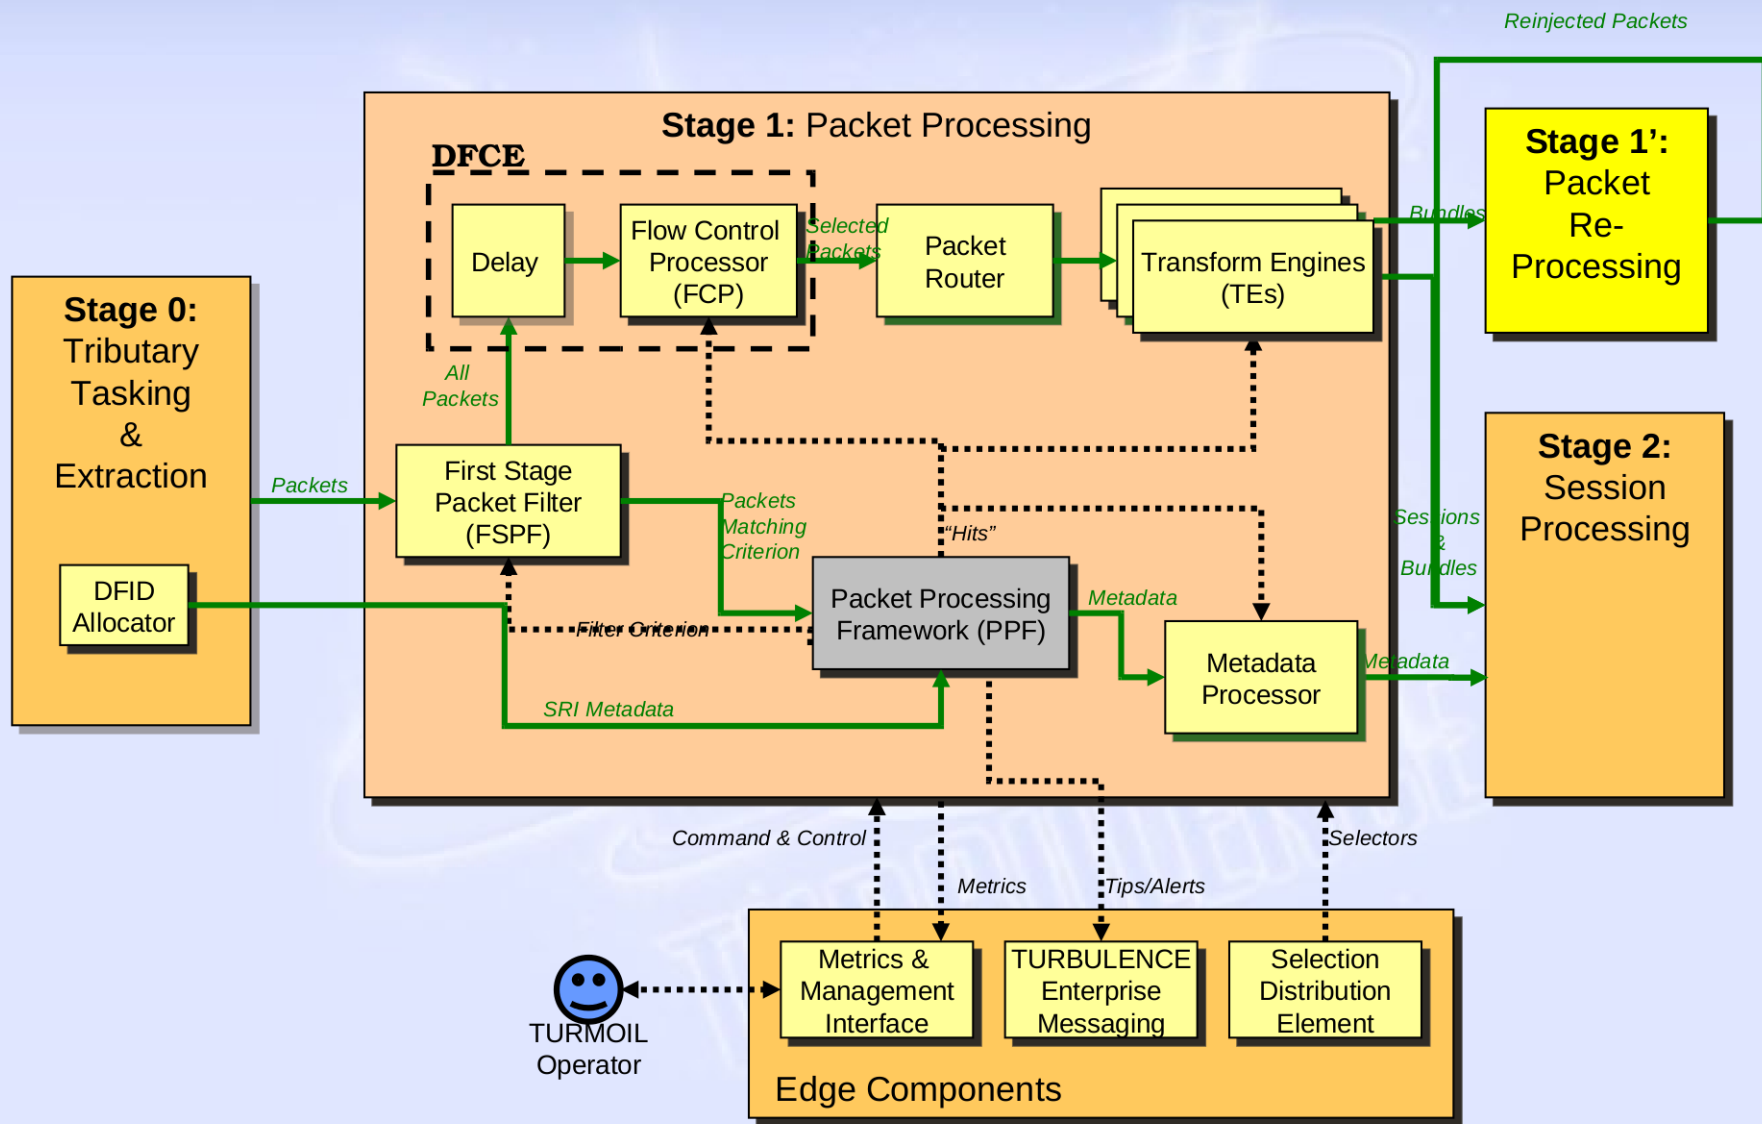 Reinjected Packets
Stage 1: Packet Processing
DFCE
Delay
Flow Control
Processor
(FCP)
Selected
Packets
Packet
Router
Transform Engines
(TEs)
Bundles
Stage 1’:
Packet
Re-
Processing
Stage 0:
Tributary
Tasking
&
Extraction
DFID
Allocator
Packets
All
Packets
First Stage
Packet Filter
(FSPF)
Packets
Matching
Criterion
“Hits”
Filter Criterion
Packet Processing
Framework (PPF)
Metadata
SRI Metadata
Metadata
Processor
Metadata
Sessions
&
Bundles
Stage 2:
Session
Processing
Command & Control
Metrics
Tips/Alerts
Selectors
TURMOIL
Operator
Metrics &
Management
Interface
TURBULENCE
Enterprise
Messaging
Selection
Distribution
Element
Edge Components